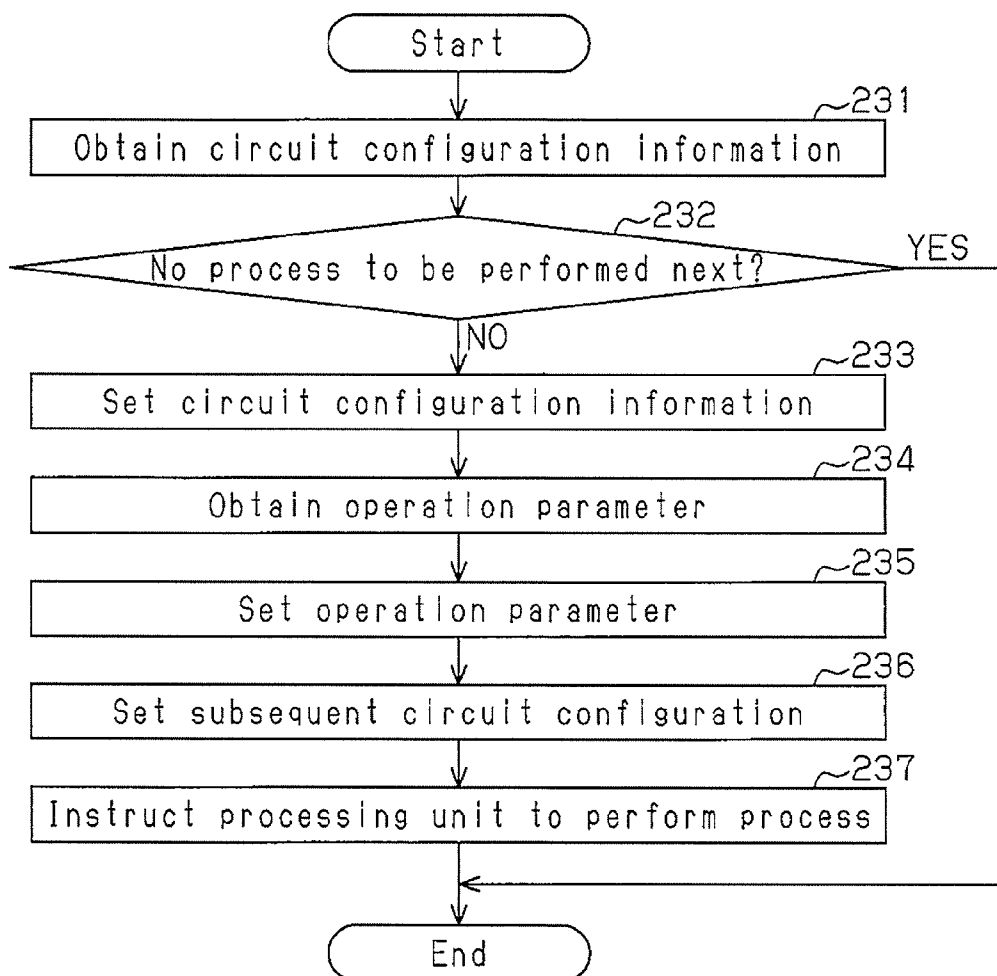 Start
231
Obtain circuit configuration information
232
No process to be performed next?
YES
NO
233
Set circuit configuration information
234
Obtain operation parameter
235
Set operation parameter
236
Set subsequent circuit configuration
237
Instruct processing unit to perform process
End